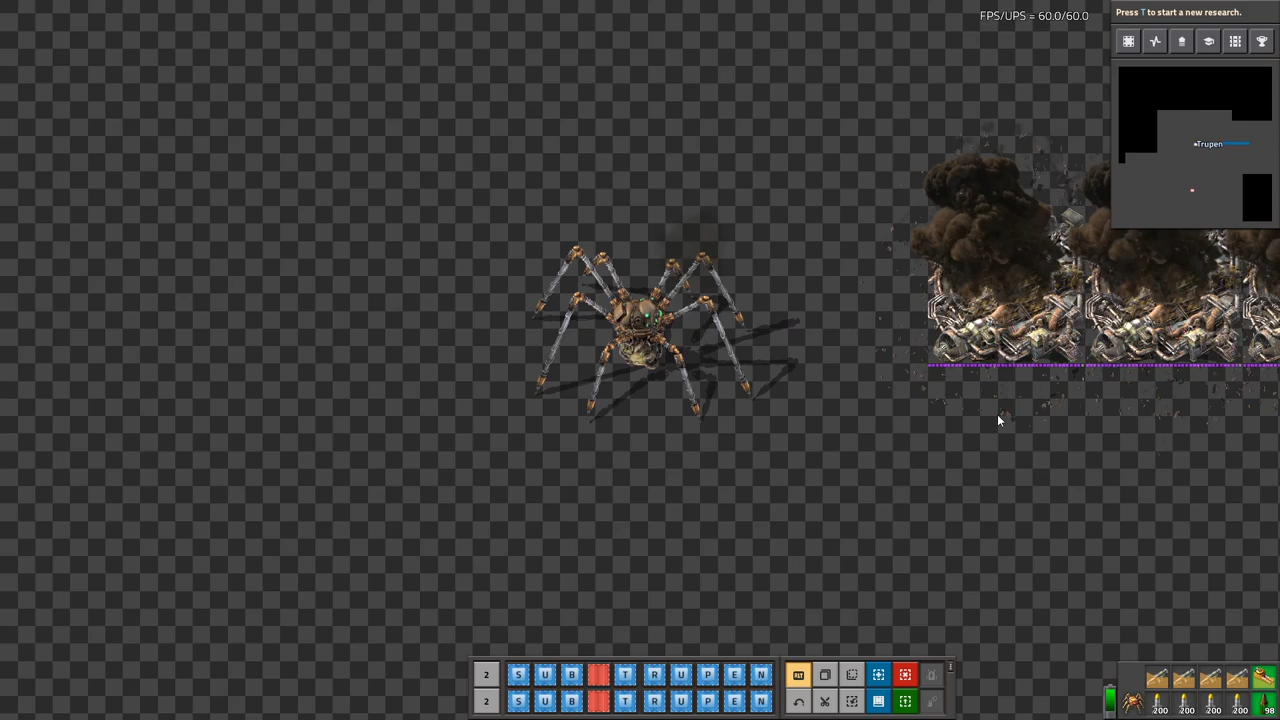 FPS/UPS = 60.0/60.0
Press T to start a new research.
Trupen
2 S U B T R U P E N
ALT
2 S U B T R U P E N
200 200 200 200 98